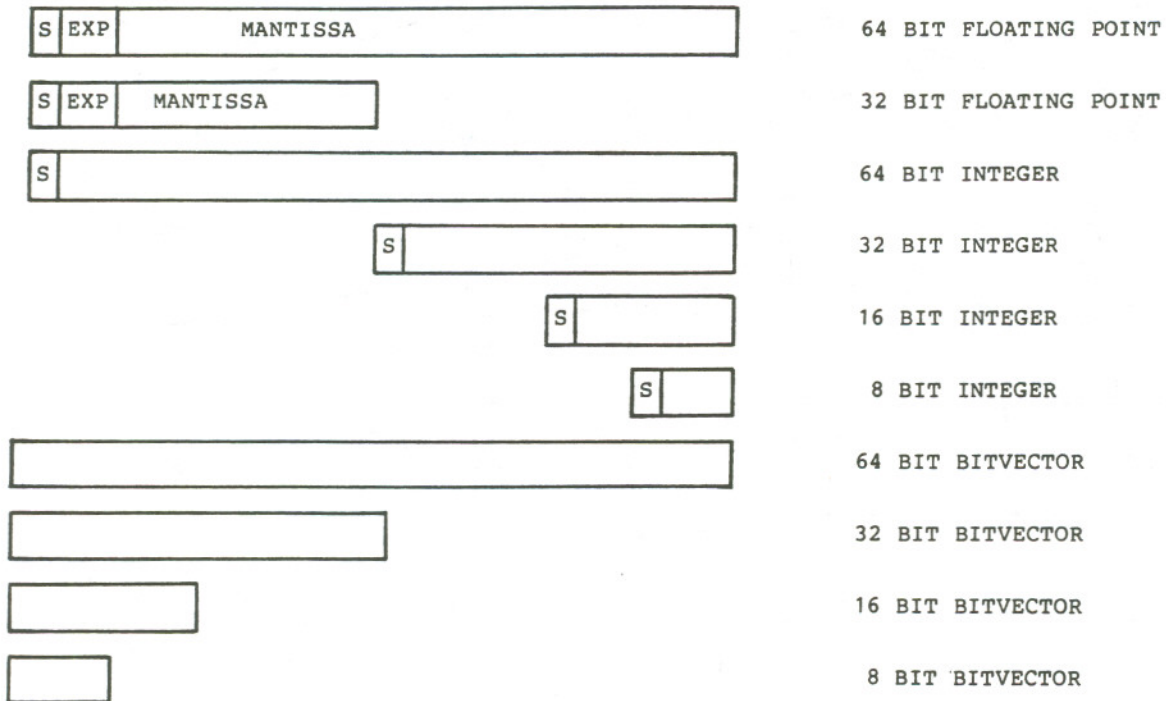 S EXP MANTISSA 64 BIT FLOATING POINT
S EXP MANTISSA 32 BIT FLOATING POINT
S 64 BIT INTEGER
S 32 BIT INTEGER
S 16 BIT INTEGER
S 8 BIT INTEGER
64 BIT BITVECTOR
32 BIT BITVECTOR
16 BIT BITVECTOR
8 BIT BITVECTOR